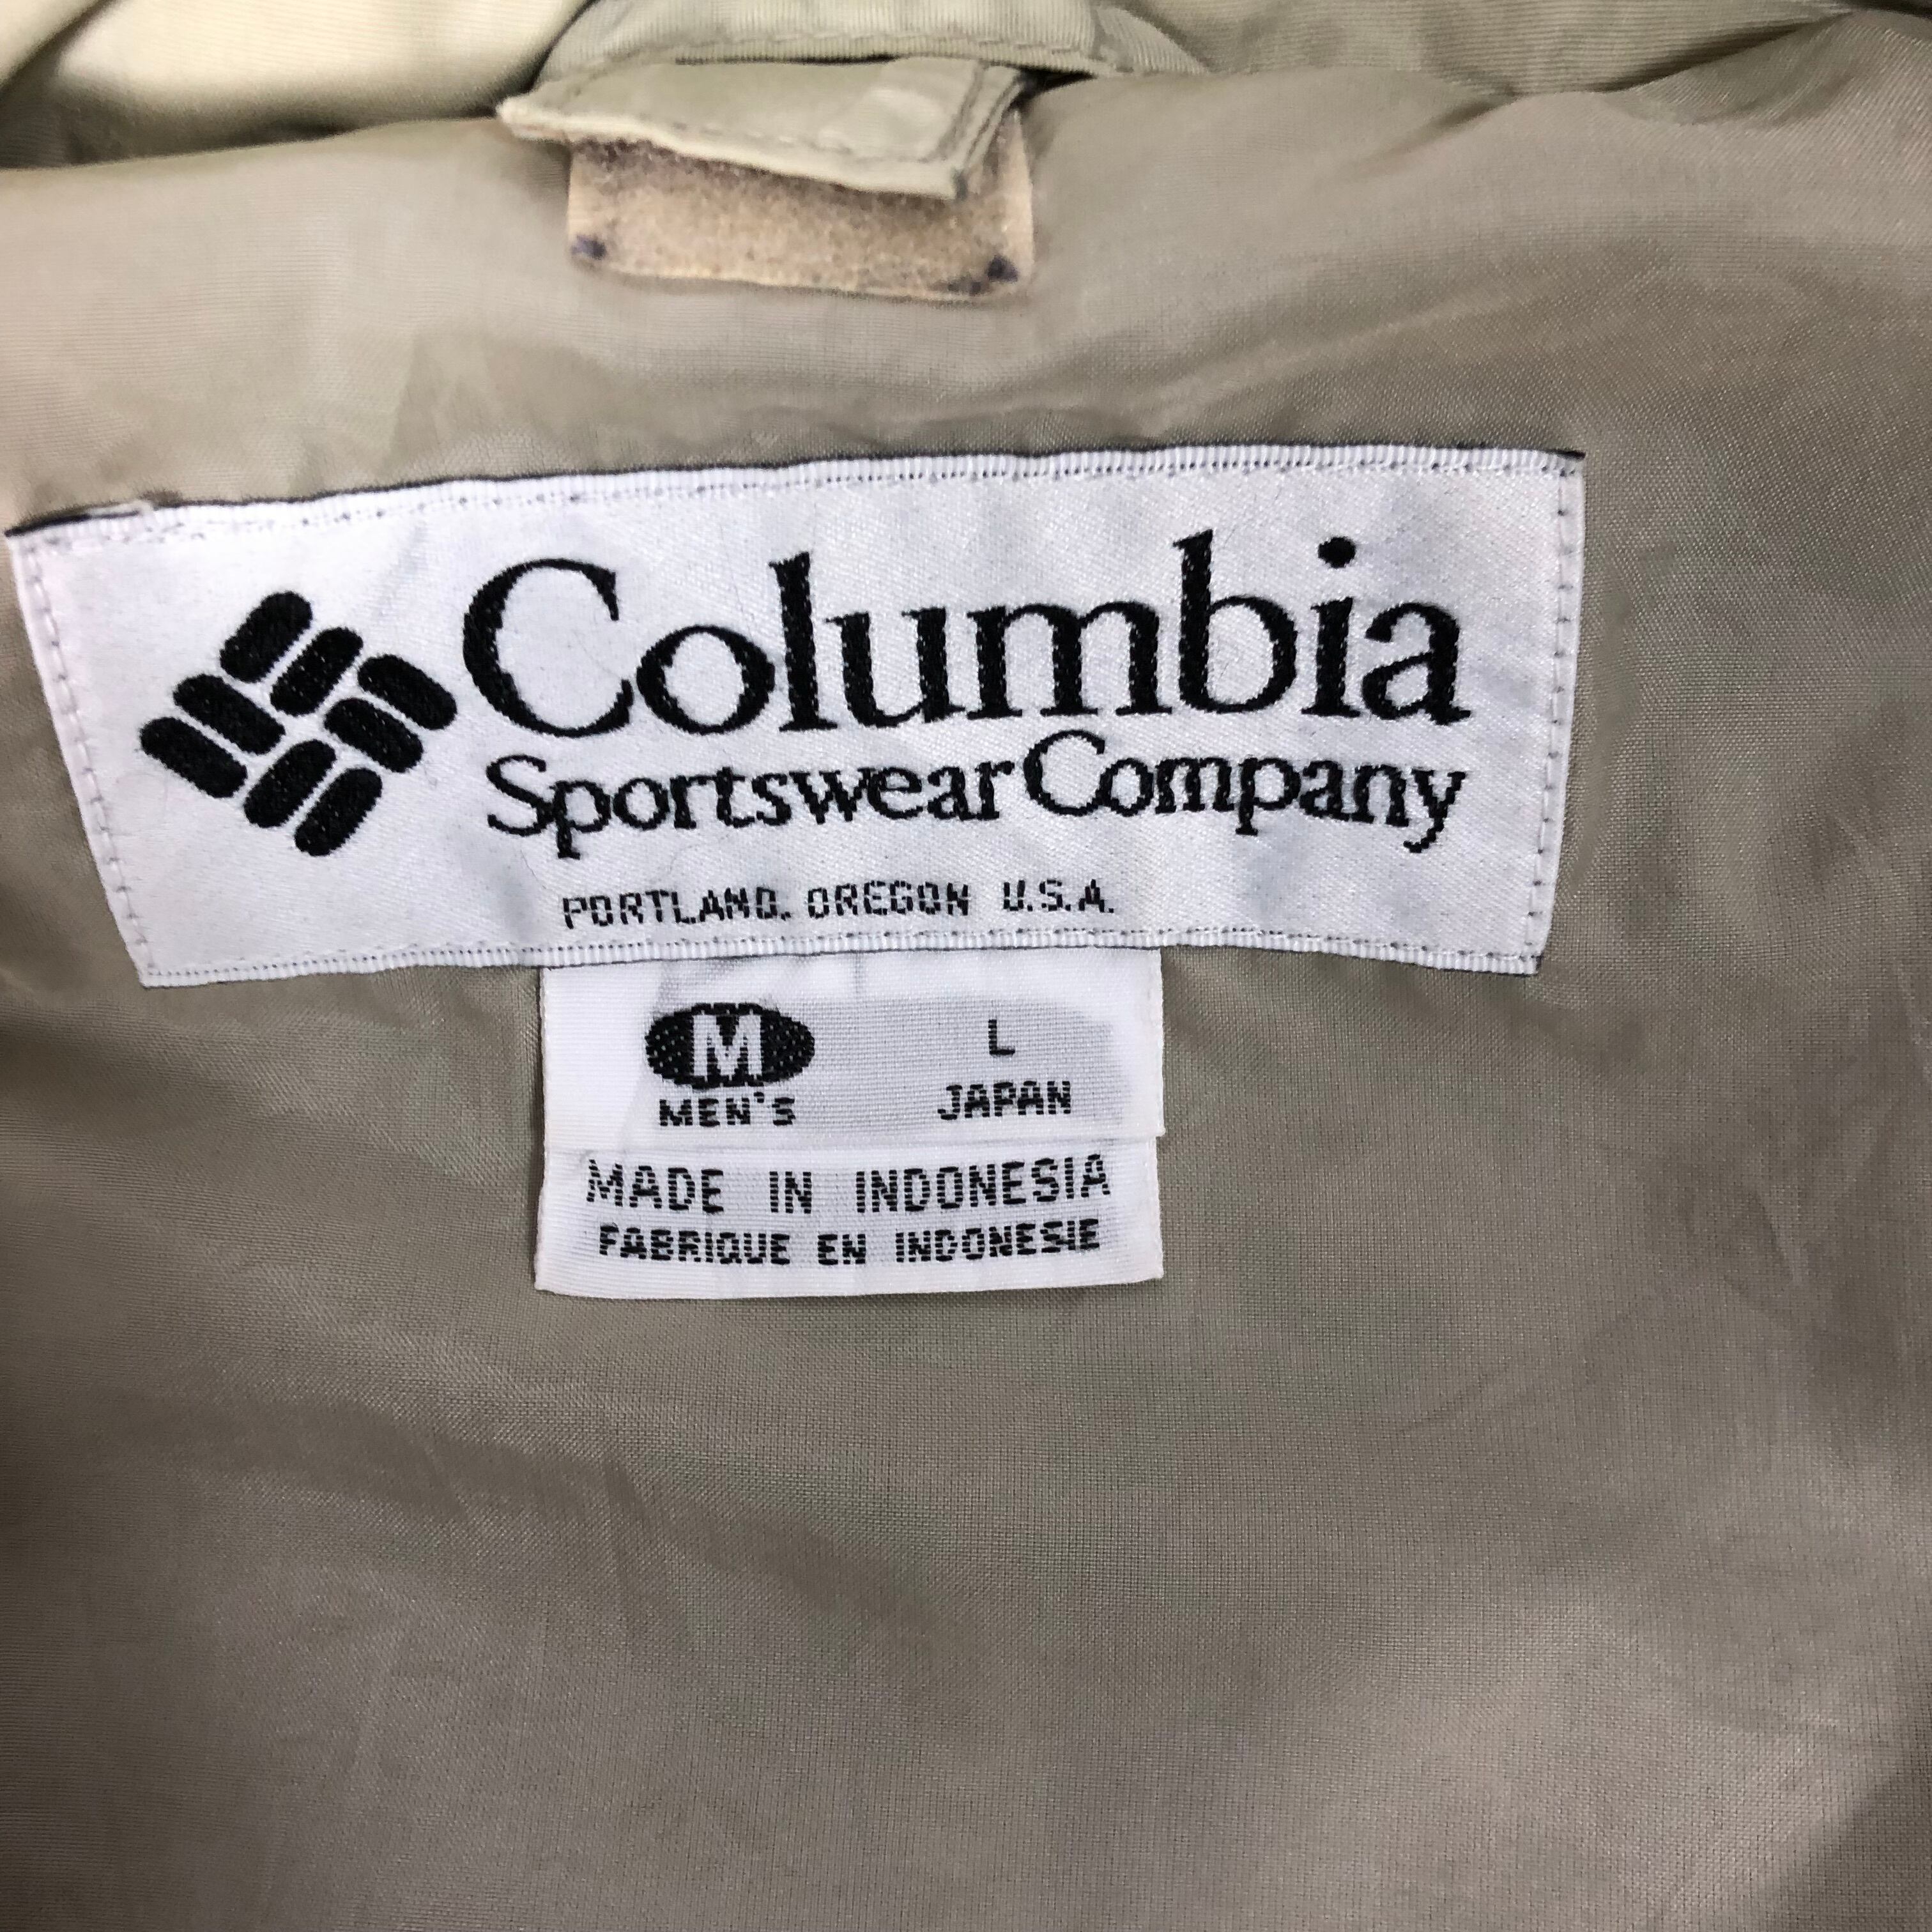 Columbia
Sportswear Company
PORTLAND, OREGON U.S.A.
M L
MEN'S JAPAN
MADE IN INDONESIA
FABRIQUE EN INDONESIE